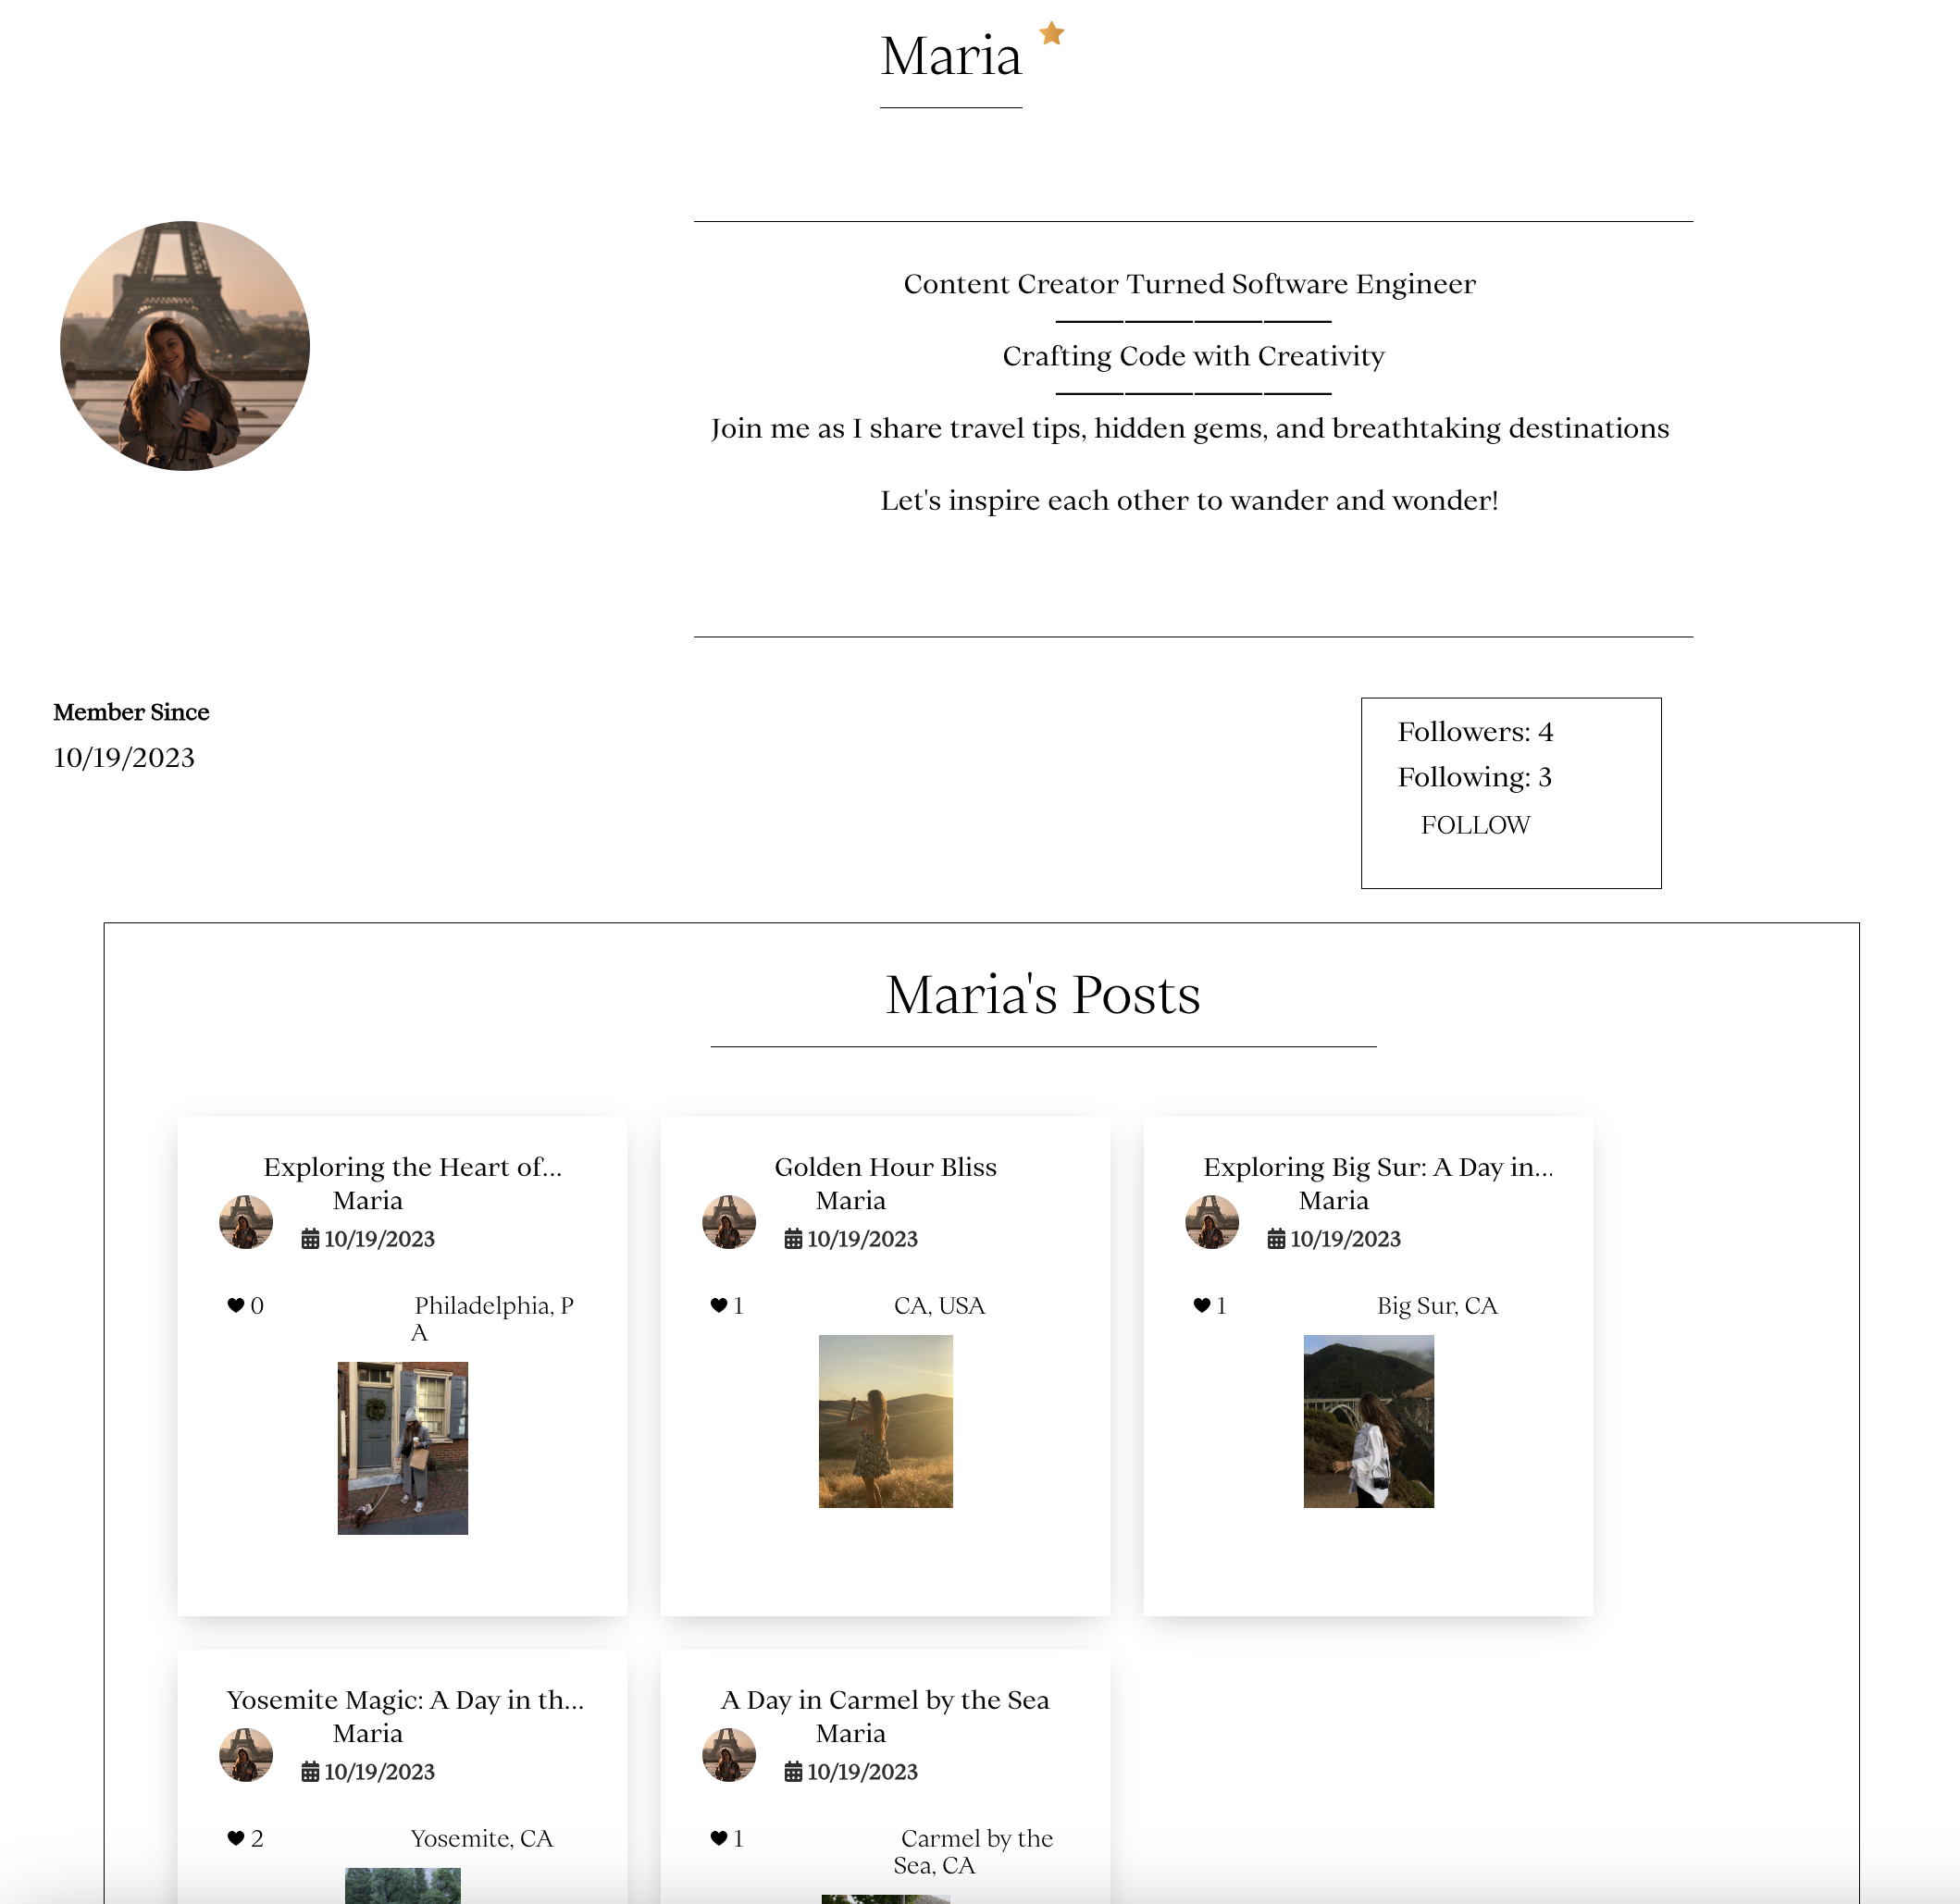 Maria
Content Creator Turned Software Engineer
Crafting Code with Creativity
Join me as I share travel tips, hidden gems, and breathtaking destinations
Let's inspire each other to wander and wonder!
Member Since
10/19/2023
Followers: 4
Following: 3
FOLLOW
Maria's Posts
Exploring the Heart of...
Maria
10/19/2023
0
Philadelphia, P
A
Golden Hour Bliss
Maria
10/19/2023
1
CA, USA
Exploring Big Sur: A Day in...
Maria
10/19/2023
1
Big Sur, CA
Yosemite Magic: A Day in th...
Maria
10/19/2023
2
Yosemite, CA
A Day in Carmel by the Sea
Maria
10/19/2023
1
Carmel by the
Sea, CA